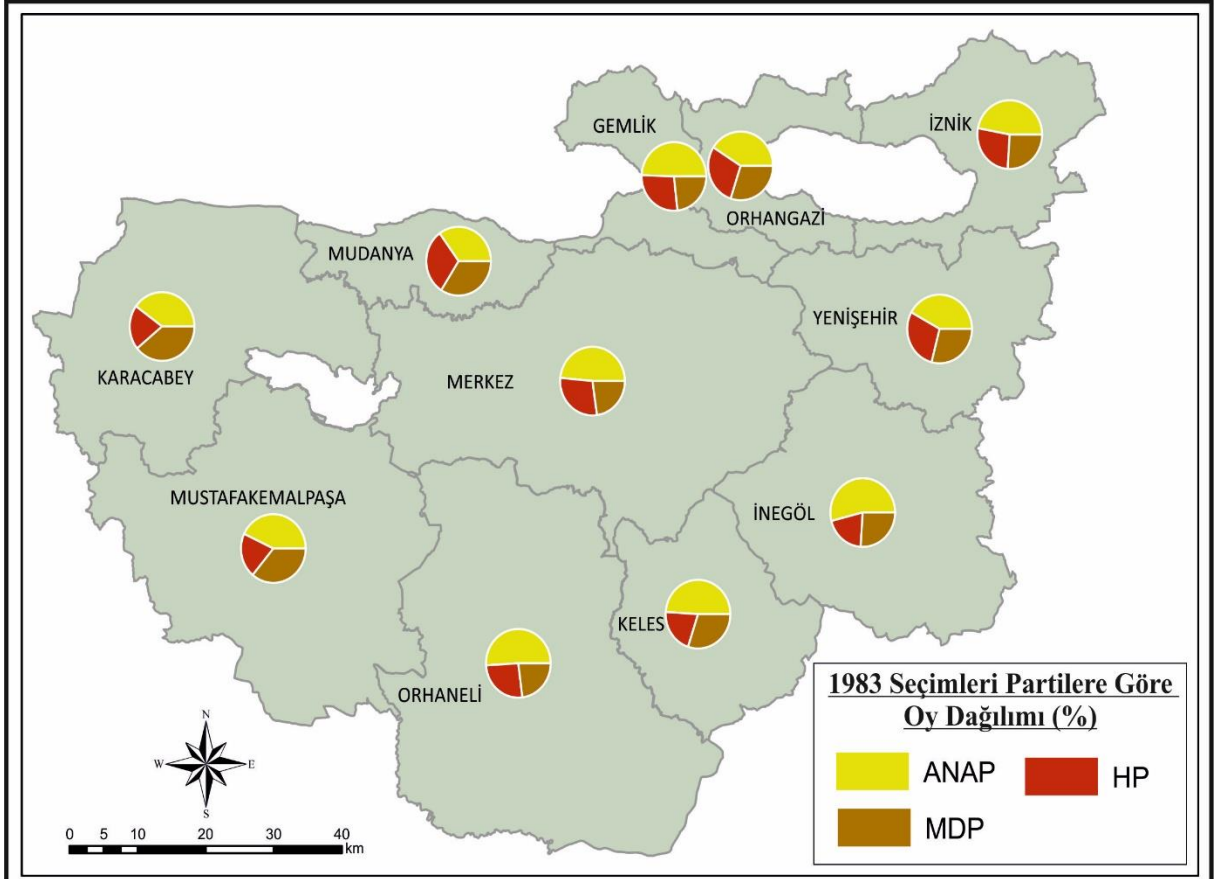 GEMLİK
İZNİK
ORHANGAZİ
MUDANYA
YENİŞEHİR
KARACABEY
MERKEZ
MUSTAFAKEMALPAŞA
İNEGÖL
KELES
ORHANELİ
N
W
E
S
0 5 10 20 30 40
km
1983 Seçimleri Partilere Göre
Oy Dağılımı (%)
ANAP
HP
MDP